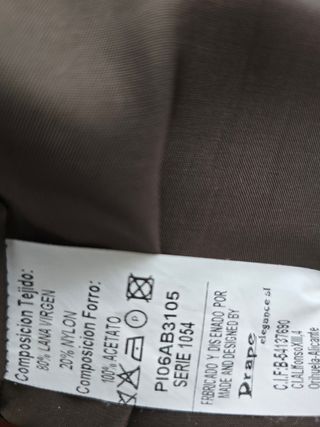 Composicion Tejido:
80% LANA VIRGEN
20% NYLON
Composicion Forro:
100% ACETATO
PI06AB3105
SERIE 1054
FABRICADO Y DISEÑADO POR
MADE AND DESIGNED BY
Drape
elegance sl
C.I.F:B-54137690
C\ALfonsoXIII,4
Orihuela-Alicante